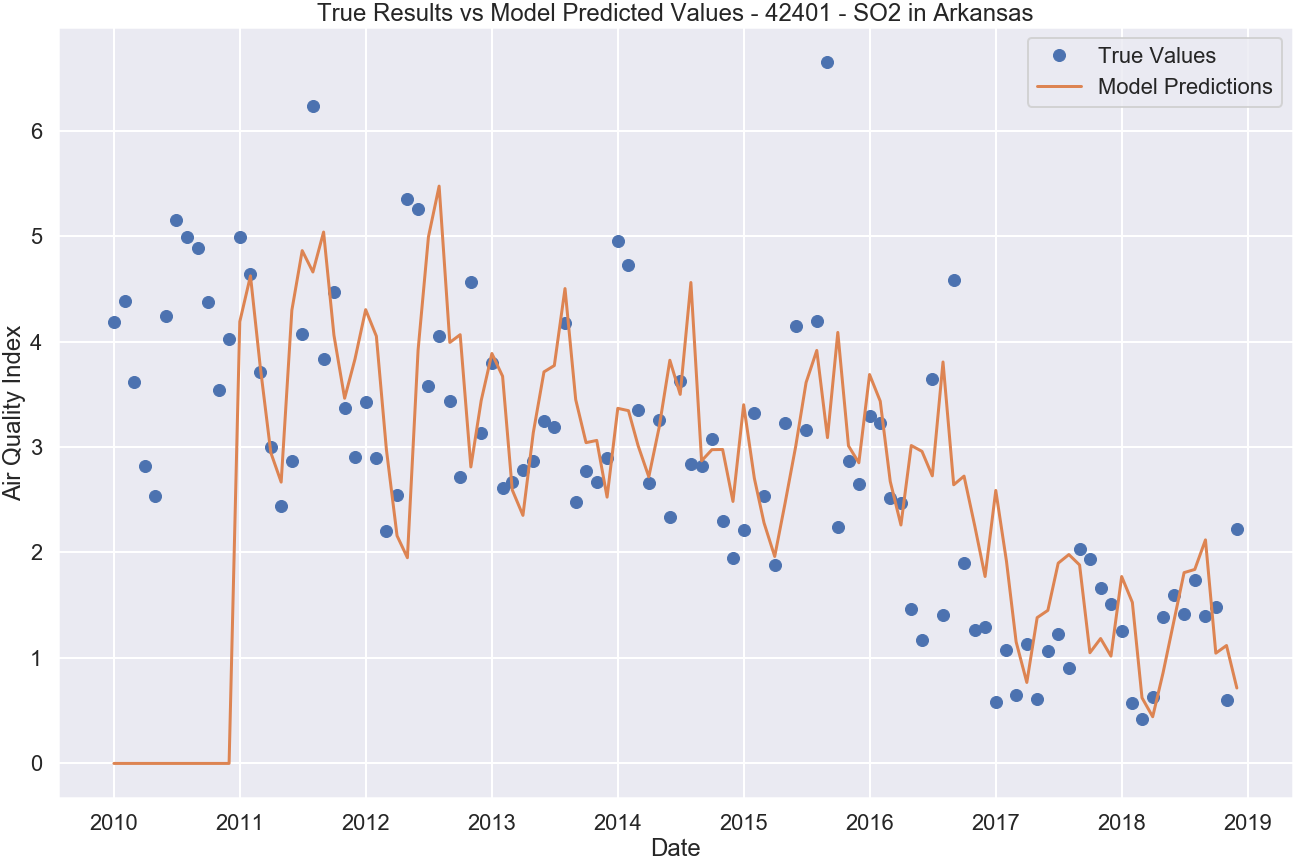 True Results vs Model Predicted Values - 42401 - SO2 in Arkansas
True Values
Model Predictions
Air Quality Index
6
5
4
3
2
1
0
2010 2011 2012 2013 2014 2015 2016 2017 2018 2019
Date